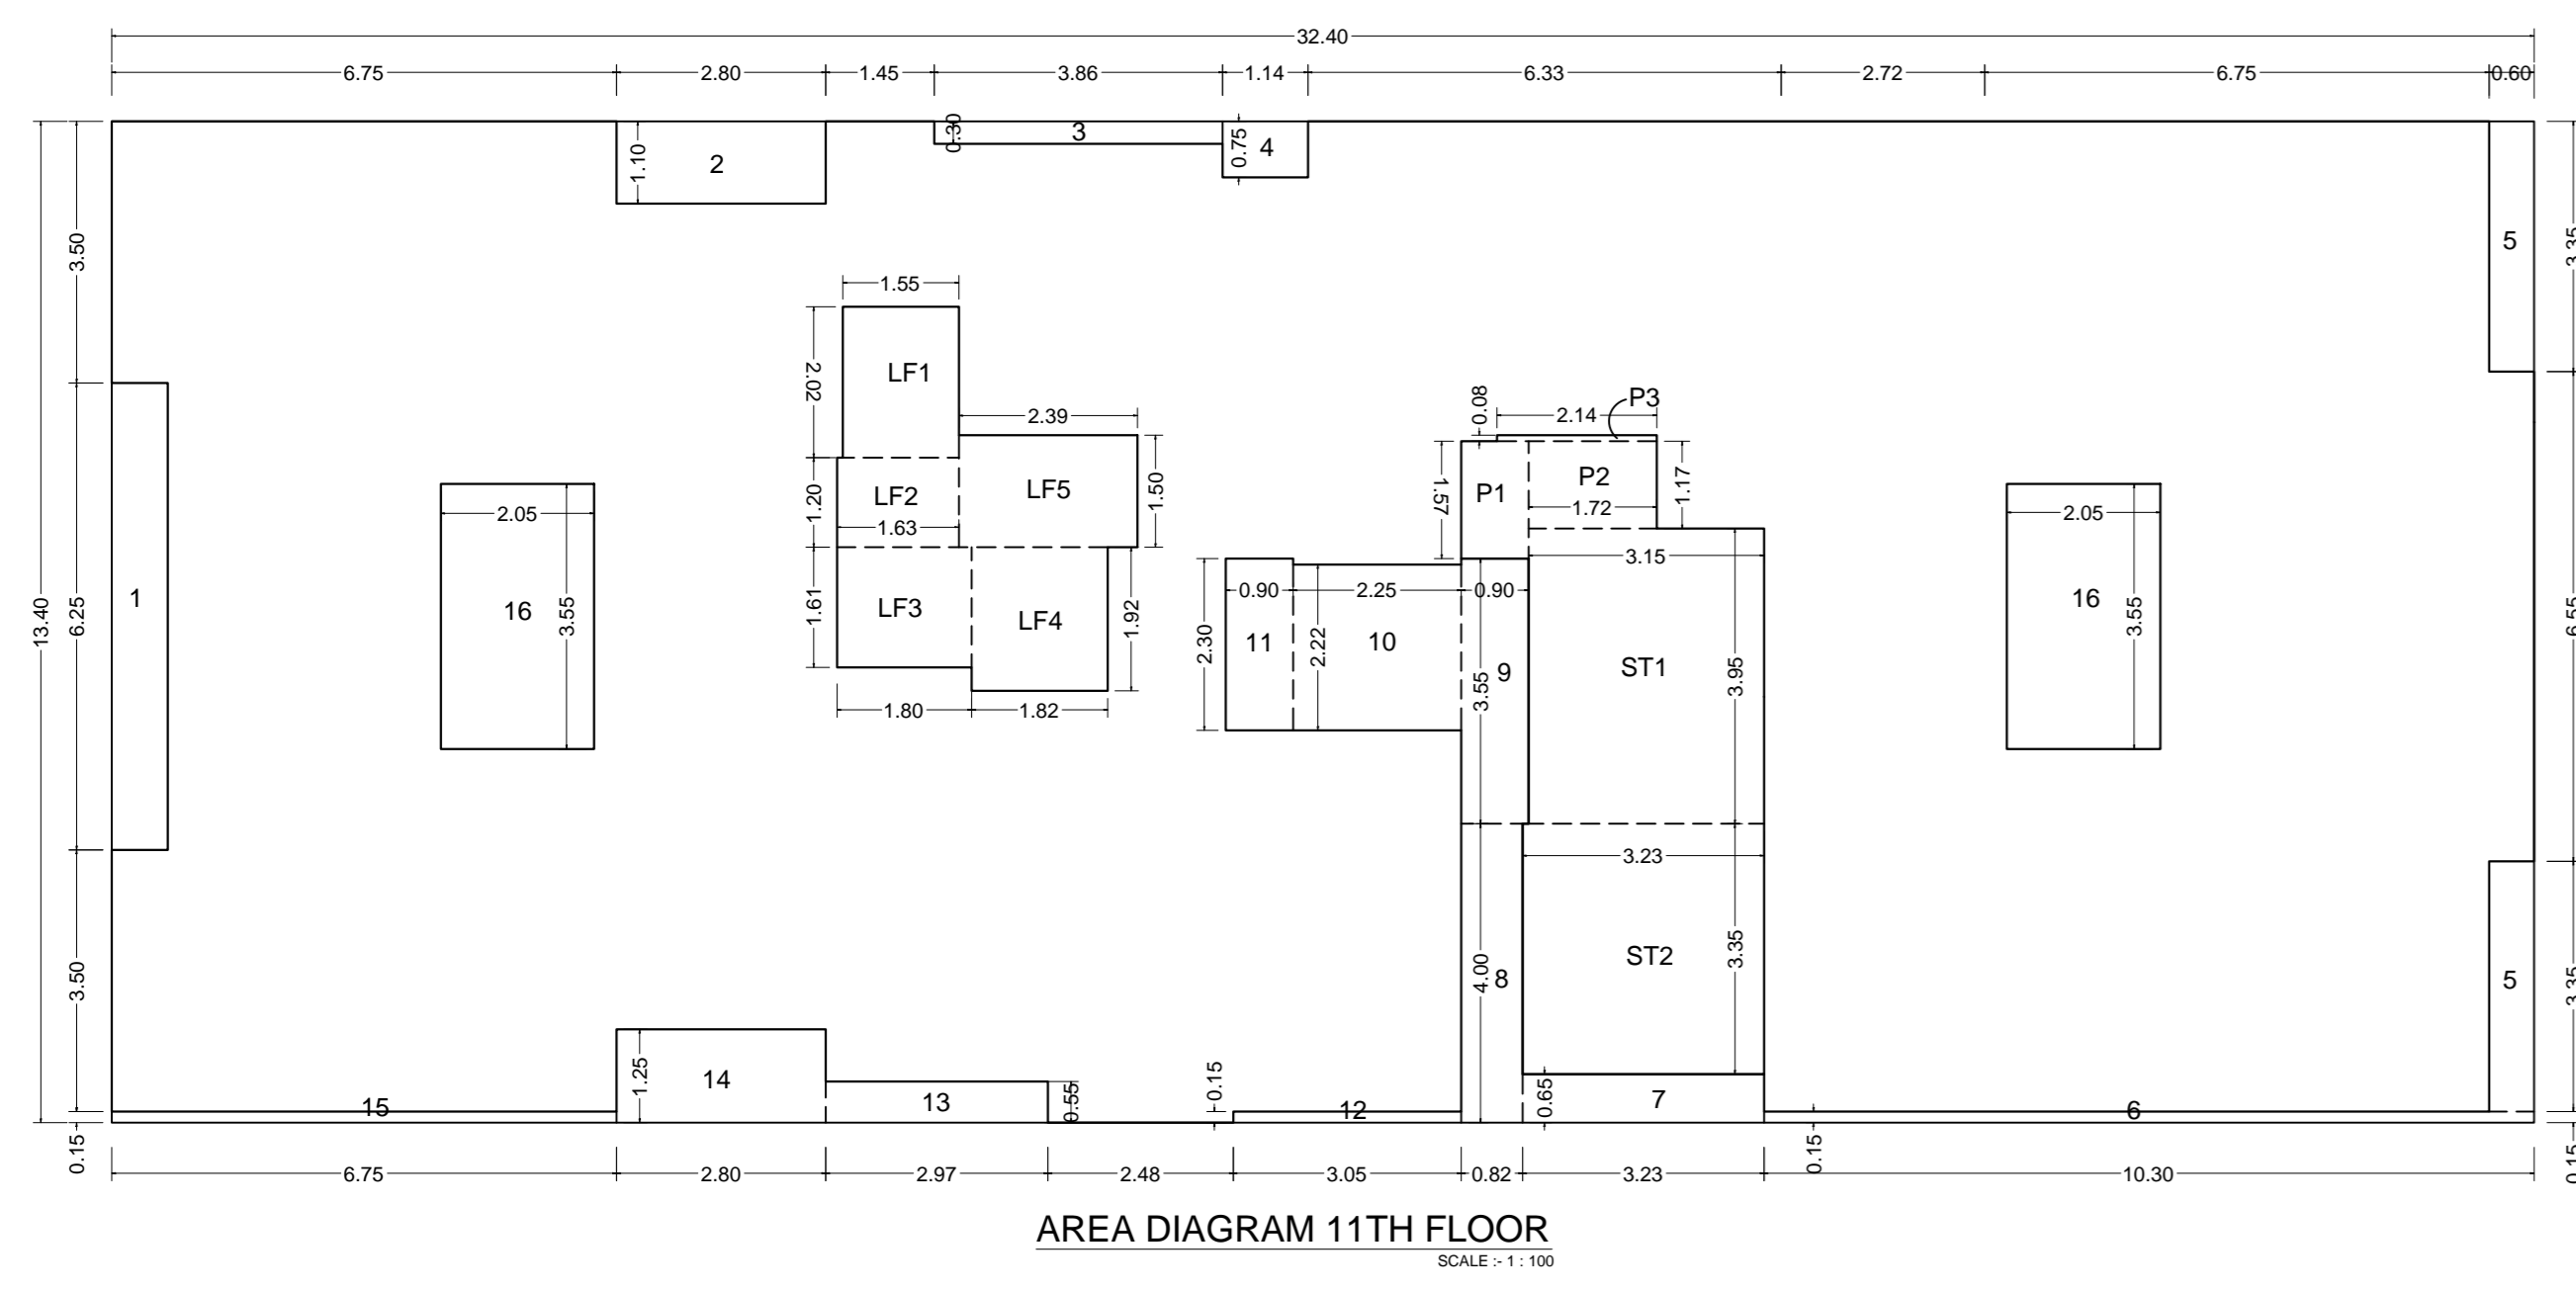 32.40
6.75 2.80 1.45 3.86 1.14 6.33 2.72 6.75 0.60
0.30 3
1.10 2 0.75 4
3.50 5 3.35
1.55
2.02 LF1
2.39 0.08 2.14 P3
1.20 LF2 LF5 1.50 1.57 P1 P2 1.17
1.63 1.72
2.05 2.05
3.15
13.40 6.25 1 16 3.55 1.61 LF3 LF4 1.92 0.90 2.25 0.90 16 3.55 6.55
2.30 11 2.22 10 3.55 9 ST1 3.95
1.80 1.82
3.23
3.50 4.00 8 ST2 3.35 5 3.35
1.25 14 13 0.55 0.15 0.65 7
15 12 6
0.15 0.15 0.15
6.75 2.80 2.97 2.48 3.05 0.82 3.23 10.30
AREA DIAGRAM 11TH FLOOR
SCALE :- 1 : 100